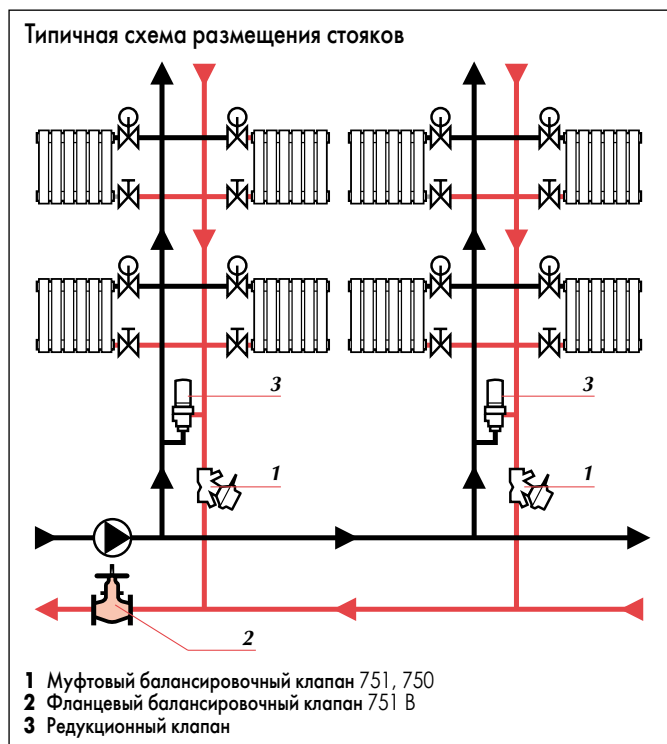 Типичная схема размещения стояков
3
3
1
1
2
1 Муфтовый балансировочный клапан 751, 750
2 Фланцевый балансировочный клапан 751 В
3 Редукционный клапан